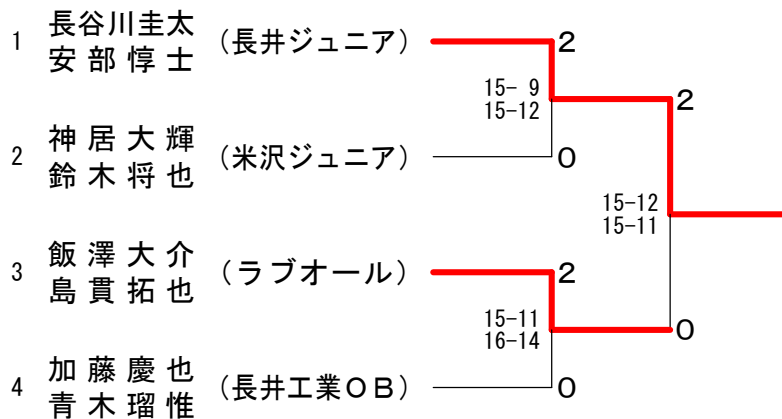 1 長谷川圭太 (長井ジュニア)
安部惇士
2
15- 9
15-12
2
2 神居大輝 (米沢ジュニア)
鈴木将也
0
15-12
15-11
3 飯澤大介 (ラブオール)
島貫拓也
2
15-11
16-14
0
4 加藤慶也 (長井工業OB)
青木瑠惟
0